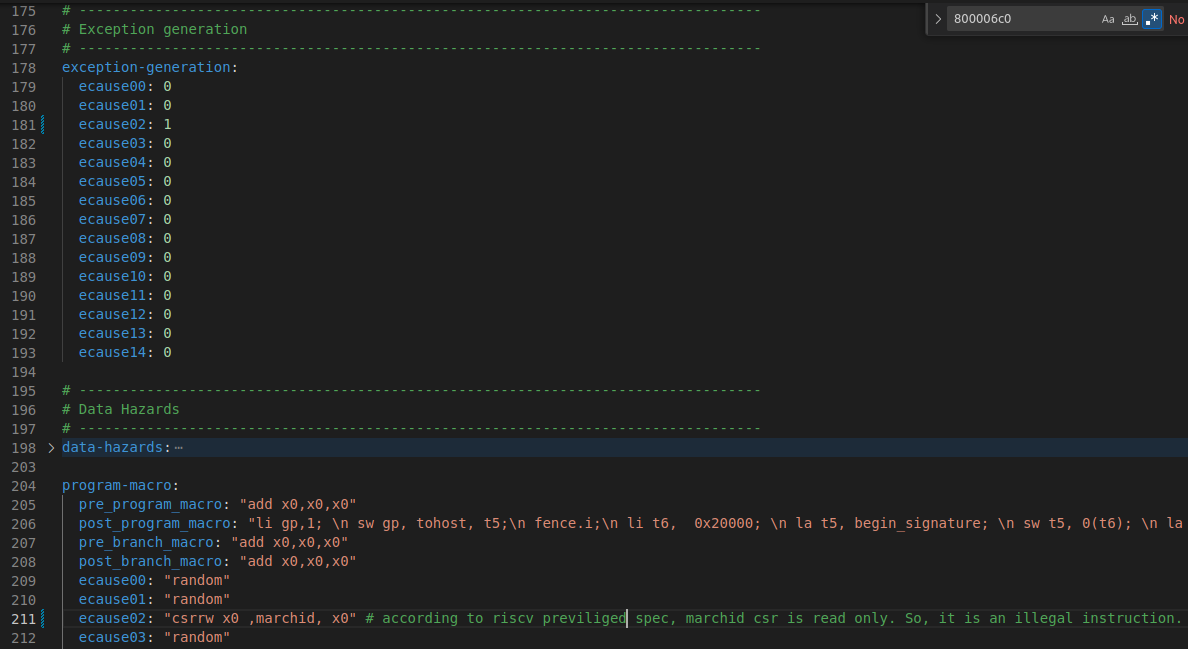 175 # ---------------------------------------------------------------------------------
176 # Exception generation
177 # ---------------------------------------------------------------------------------
178 exception-generation:
179 ecause00: 0
180 ecause01: 0
181 ecause02: 1
182 ecause03: 0
183 ecause04: 0
184 ecause05: 0
185 ecause06: 0
186 ecause07: 0
187 ecause08: 0
188 ecause09: 0
189 ecause10: 0
190 ecause11: 0
191 ecause12: 0
192 ecause13: 0
193 ecause14: 0
194
195 # ---------------------------------------------------------------------------------
196 # Data Hazards
197 # ---------------------------------------------------------------------------------
198 > data-hazards: ⋯
203
204 program-macro:
205 pre_program_macro: "add x0,x0,x0"
206 post_program_macro: "li gp,1; \n sw gp, tohost, t5;\n fence.i;\n li t6,  0x20000; \n la t5, begin_signature; \n sw t5, 0(t6); \n la
207 pre_branch_macro: "add x0,x0,x0"
208 post_branch_macro: "add x0,x0,x0"
209 ecause00: "random"
210 ecause01: "random"
211 ecause02: "csrrw x0 ,marchid, x0" # according to riscv previliged spec, marchid csr is read only. So, it is an illegal instruction.
212 ecause03: "random"
> 800006c0 Aa ab .* No